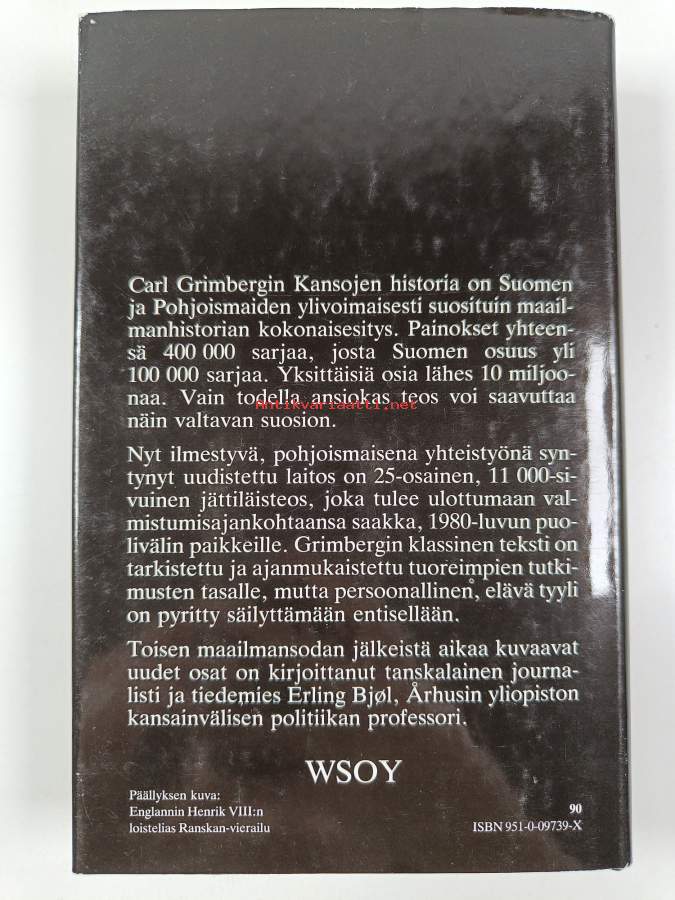 Carl Grimbergin Kansojen historia on Suomen
ja Pohjoismaiden ylivoimaisesti suosituin maail-
manhistorian kokonaisesitys. Painokset yhteen-
sä 400 000 sarjaa, josta Suomen osuus yli
100 000 sarjaa. Yksittäisiä osia lähes 10 miljoo-
naa. Vain todella ansiokas teos voi saavuttaa
Antikvariaatti.net
näin valtavan suosion.
Nyt ilmestyvä, pohjoismaisena yhteistyönä syn-
tynyt uudistettu laitos on 25-osainen, 11 000-si-
vuinen jättiläisteos, joka tulee ulottumaan val-
mistumisajankohtaansa saakka, 1980-luvun puo-
livälin paikkeille. Grimbergin klassinen teksti on
tarkistettu ja ajanmukaistettu tuoreimpien tutki-
musten tasalle, mutta persoonallinen, elävä tyyli
on pyritty säilyttämään entisellään.
Toisen maailmansodan jälkeistä aikaa kuvaavat
uudet osat on kirjoittanut tanskalainen journa-
listi ja tiedemies Erling Bjøl, Århusin yliopiston
kansainvälisen politiikan professori.
WSOY
Päällyksen kuva:
Englannin Henrik VIII:n
loistelias Ranskan-vierailu
90
ISBN 951-0-09739-X